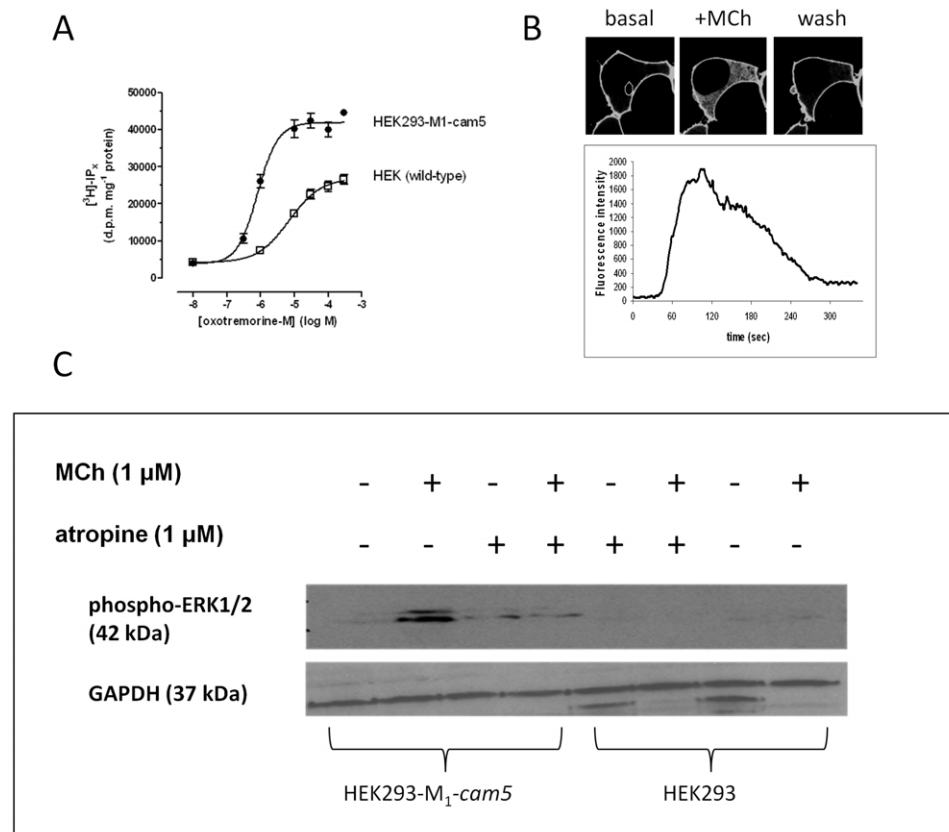 A
50000
40000
30000
20000
10000
0
[³H]-IPₓ
(d.p.m. mg⁻¹ protein)
HEK293-M1-cam5
HEK (wild-type)
-8 -7 -6 -5 -4 -3
[oxotremorine-M] (log M)
B
basal +MCh wash
2000
1800
1600
1400
1200
1000
800
600
400
200
0
Fluorescence intensity
0 60 120 180 240 300
time (sec)
C
MCh (1 µM) - + - + - + - +
atropine (1 µM) - - + + + + - -
phospho-ERK1/2
(42 kDa)
GAPDH (37 kDa)
HEK293-M₁-cam5 HEK293